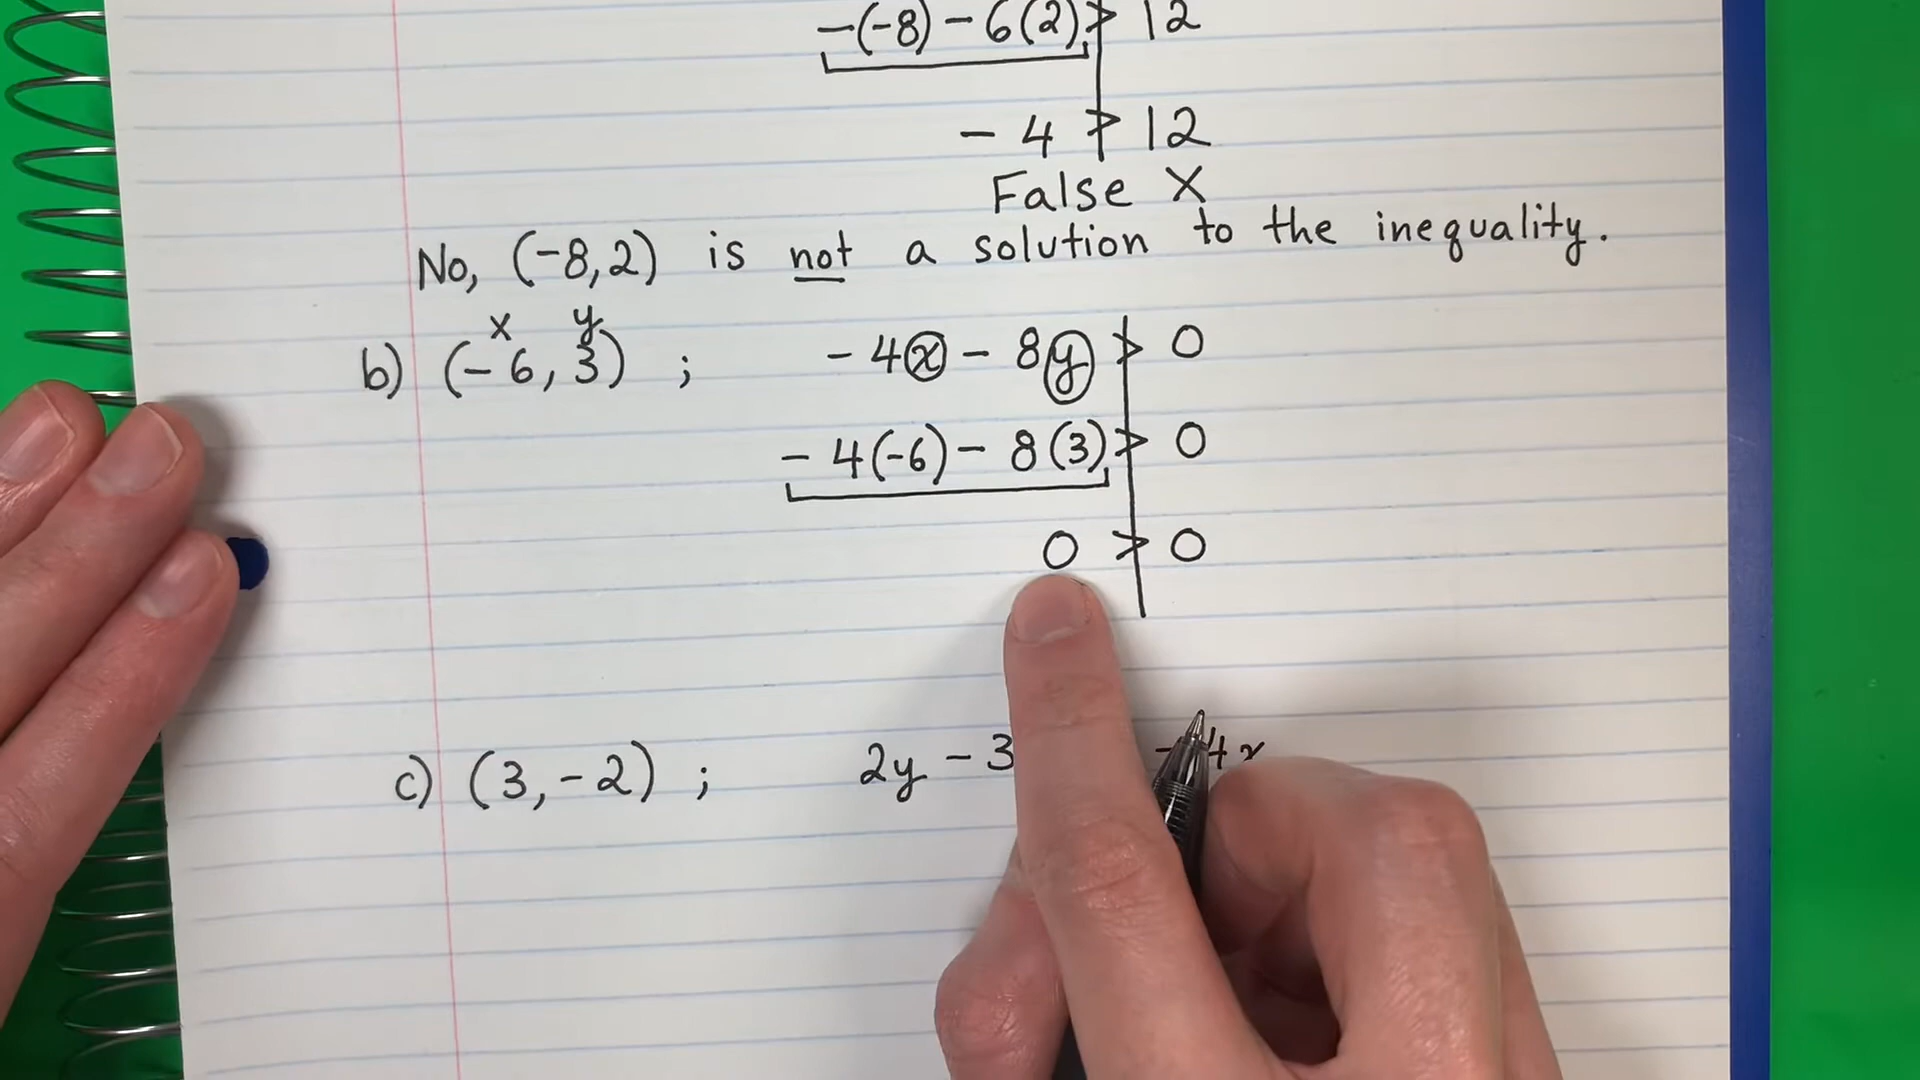 -(-8) - 6(2) > 12
- 4 > 12
False X
No, (-8,2) is not a solution to the inequality.
x y
b) (-6, 3) ; - 4x - 8y > 0
- 4(-6) - 8(3) > 0
0 > 0
c) (3,-2) ; 2y - 3 - 4x